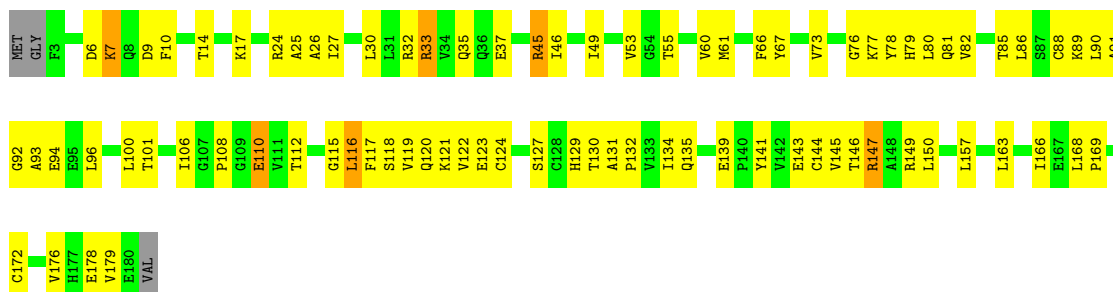 MET GLY F3 D6 K7 Q8 D9 F10 T14 K17 R24 A25 A26 I27 L30 L31 R32 R33 V34 Q35 Q36 E37 R45 I46 I49 V53 G54 T55 V60 M61 F66 Y67 V73 G76 K77 Y78 H79 L80 Q81 V82 T85 L86 S87 C88 K89 L90 A91
G92 A93 E94 E95 L96 L100 T101 I106 G107 P108 G109 E110 V111 T112 G115 L116 F117 S118 V119 Q120 K121 V122 E123 C124 S127 C128 H129 T130 A131 P132 V133 I134 Q135 E139 P140 Y141 V142 E143 C144 V145 T146 R147 A148 R149 L150 L157 L163 I166 E167 L168 P169
C172 V176 H177 E178 V179 E180 VAL